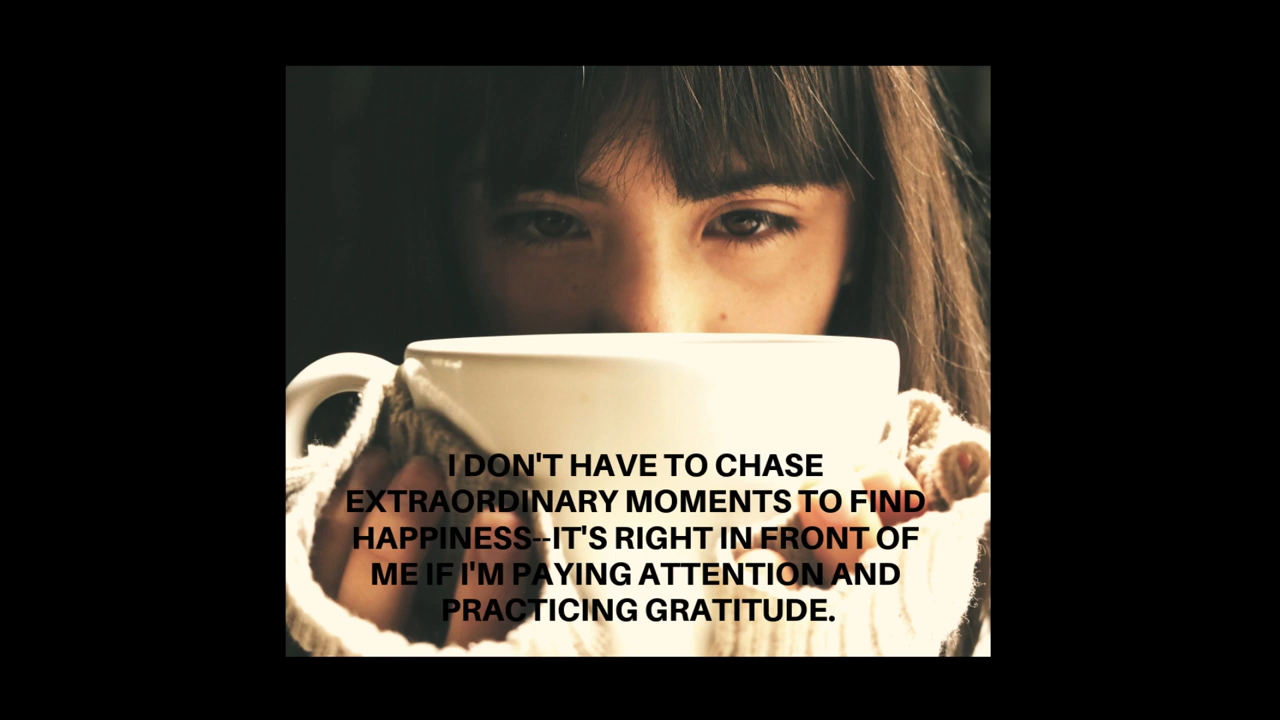 I DON'T HAVE TO CHASE
EXTRAORDINARY MOMENTS TO FIND
HAPPINESS--IT'S RIGHT IN FRONT OF
ME IF I'M PAYING ATTENTION AND
PRACTICING GRATITUDE.